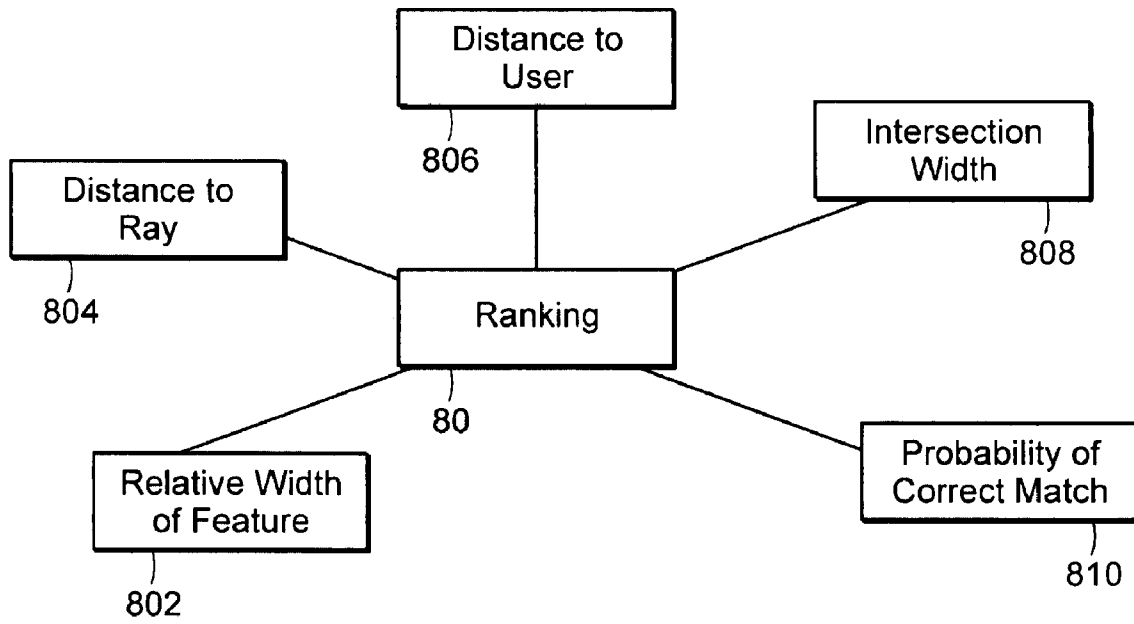 Distance to
User
806
Intersection
Width
808
Distance to
Ray
804
Ranking
80
Relative Width
of Feature
802
Probability of
Correct Match
810